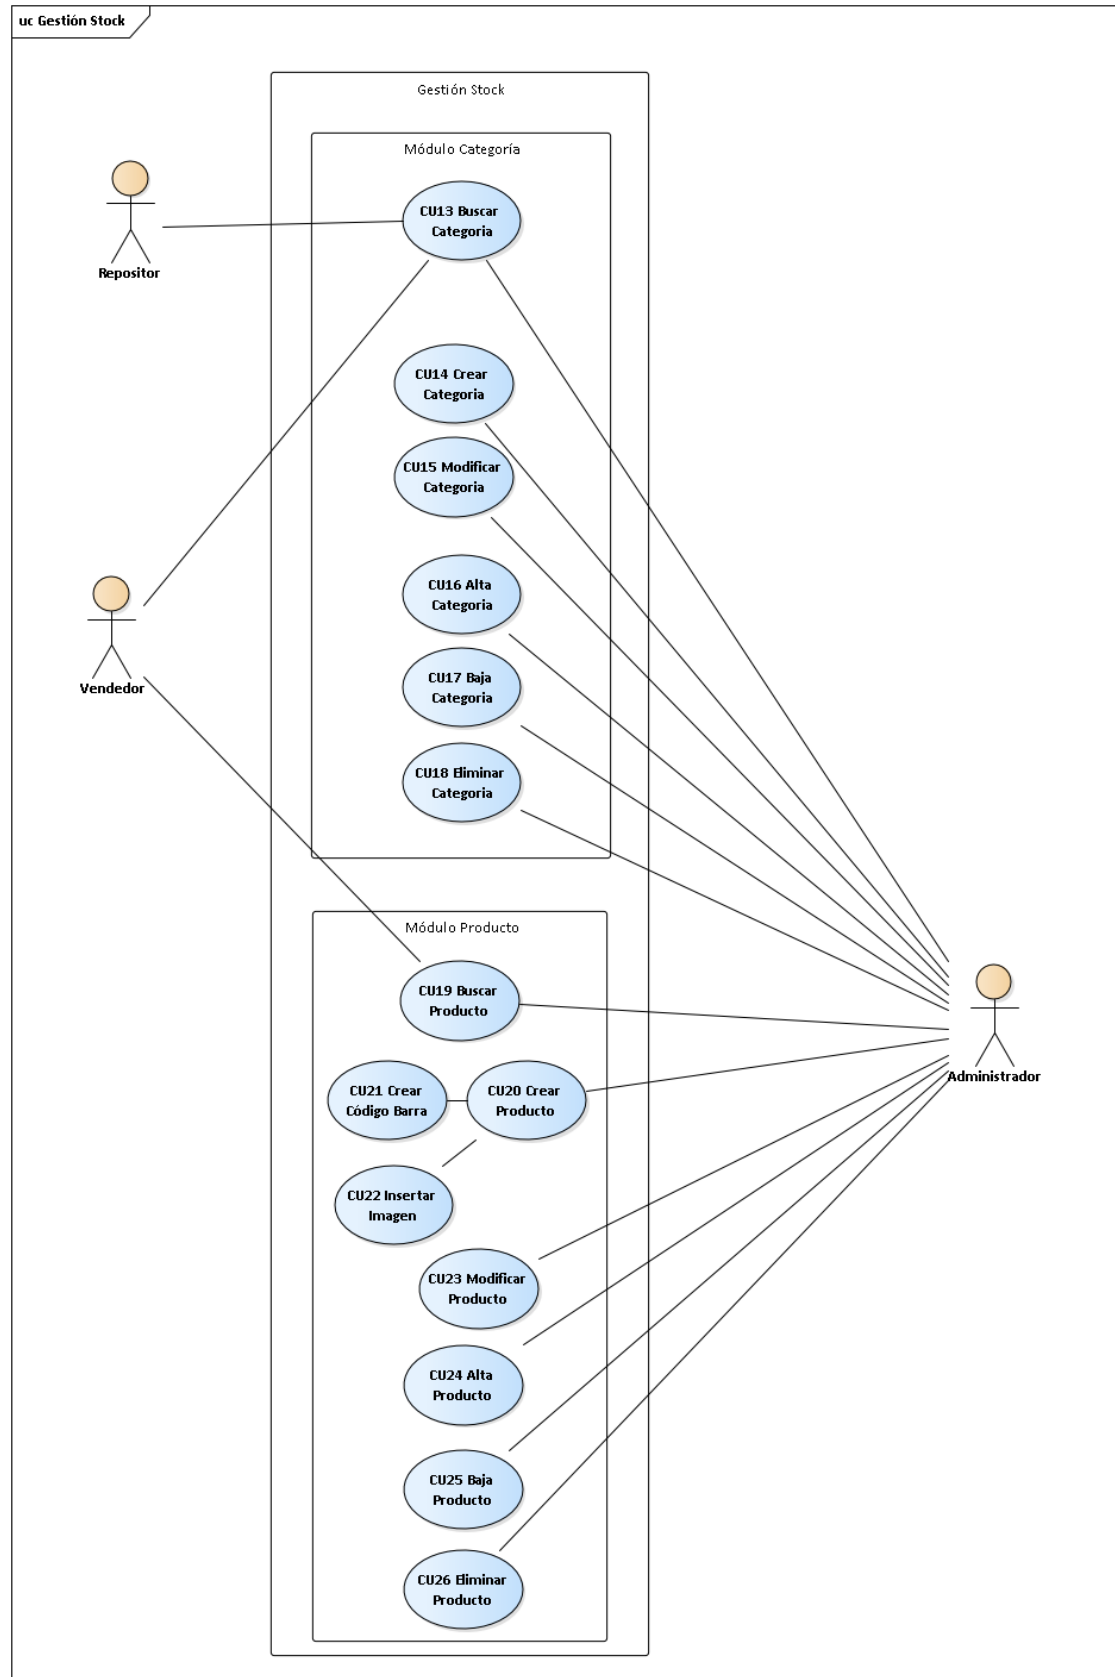 uc Gestión Stock
Gestión Stock
Módulo Categoría
CU13 Buscar
Categoria
Repositor
CU14 Crear
Categoria
CU15 Modificar
Categoria
CU16 Alta
Categoria
Vendedor
CU17 Baja
Categoria
CU18 Eliminar
Categoria
Módulo Producto
CU19 Buscar
Producto
Administrador
CU21 Crear
Código Barra
CU20 Crear
Producto
CU22 Insertar
Imagen
CU23 Modificar
Producto
CU24 Alta
Producto
CU25 Baja
Producto
CU26 Eliminar
Producto